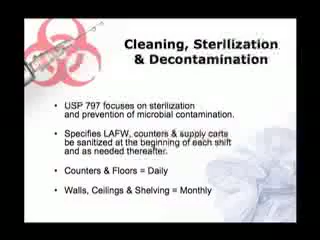 Cleaning, Sterilization
& Decontamination
• USP 797 focuses on sterilization
and prevention of microbial contamination.
• Specifies LAFW, counters & supply carts
be sanitized at the beginning of each shift
and as needed thereafter.
• Counters & Floors = Daily
• Walls, Ceilings & Shelving = Monthly